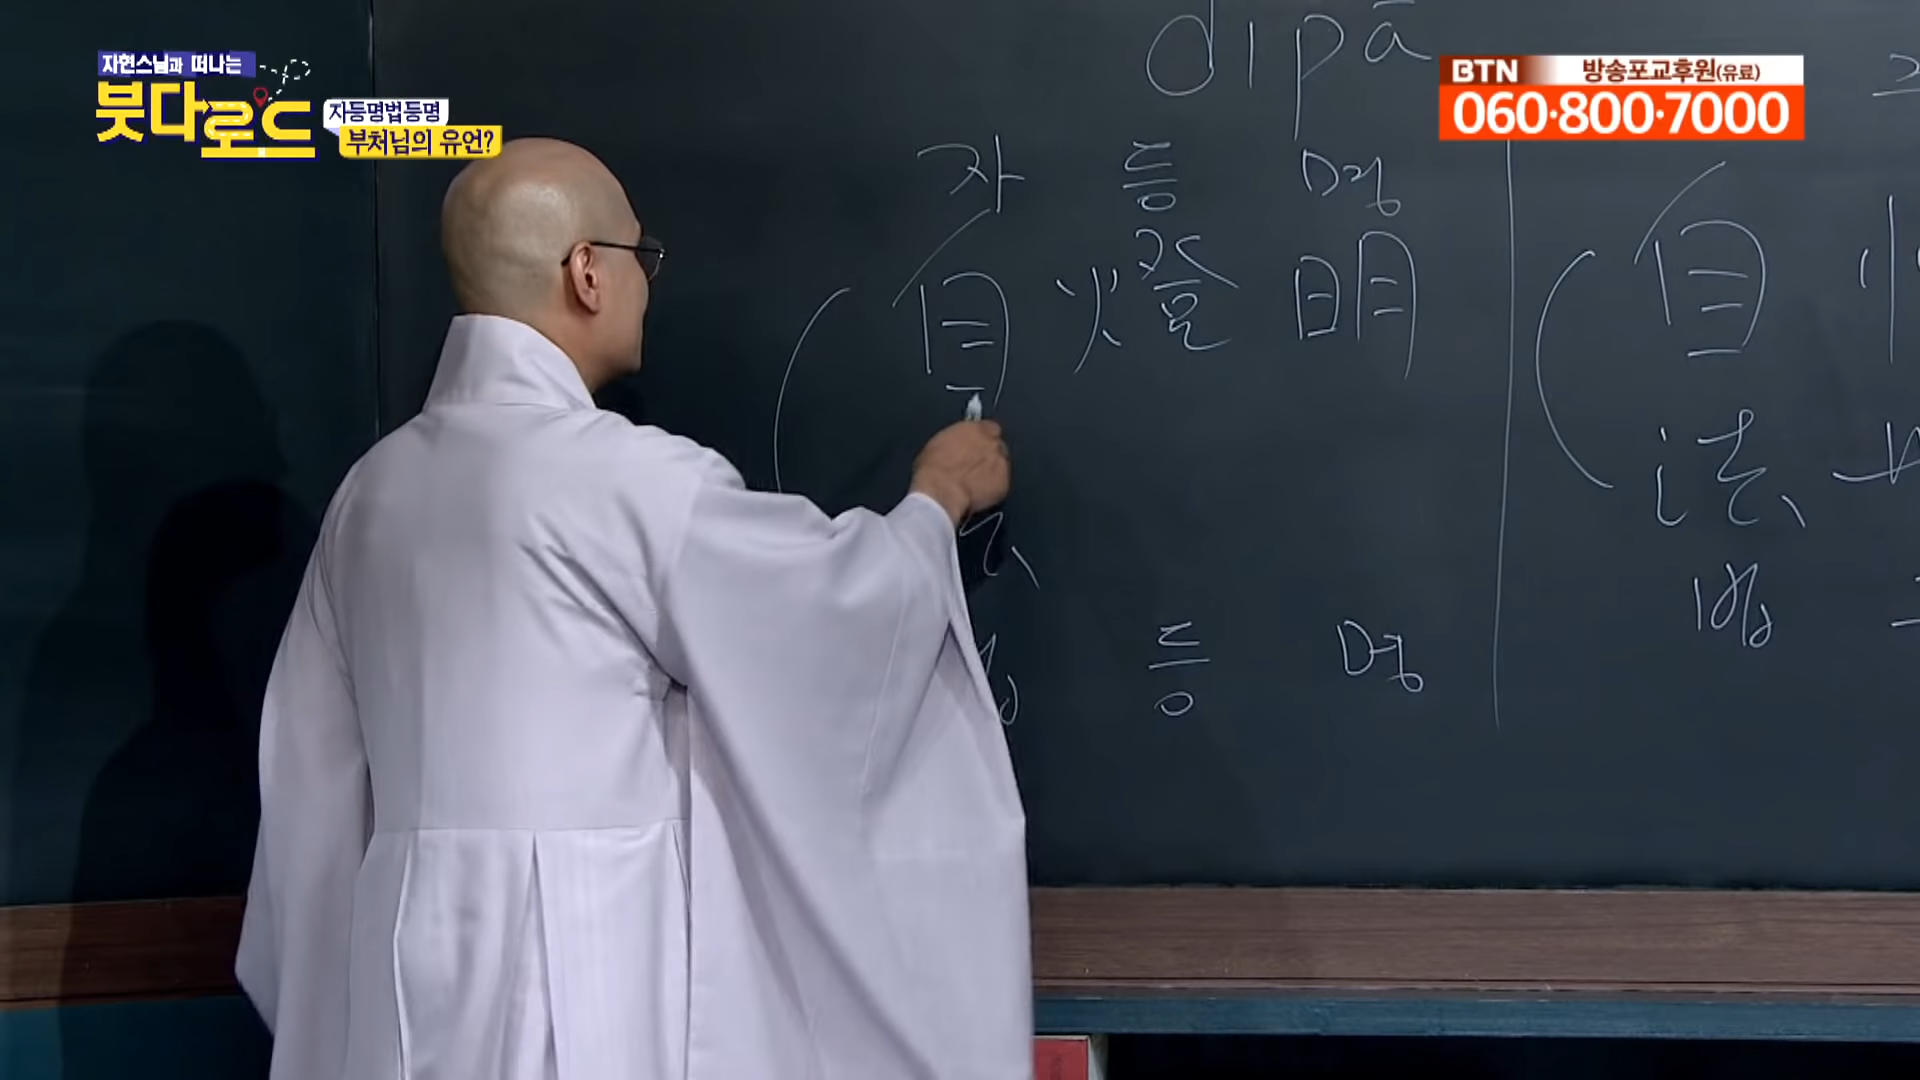 자현스님과 떠나는
붓다로드
자등명법등명
부처님의 유언?
BTN 방송포교후원(유료)
060·800·7000
dipā
자 등 명
自燈明
등 명
自
法
법